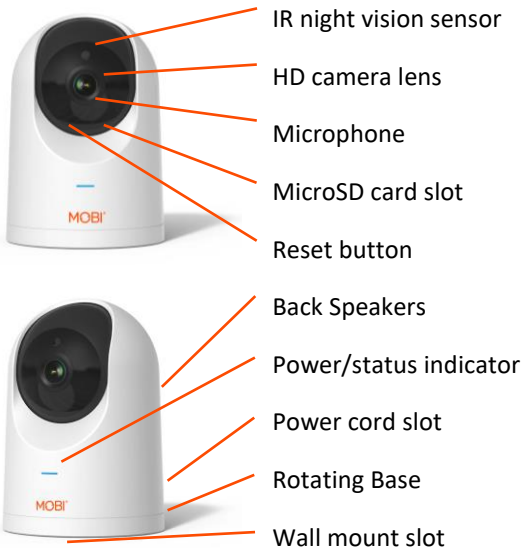 IR night vision sensor
HD camera lens
Microphone
MicroSD card slot
MOBI
Reset button
Back Speakers
Power/status indicator
Power cord slot
Rotating Base
MOBI
Wall mount slot